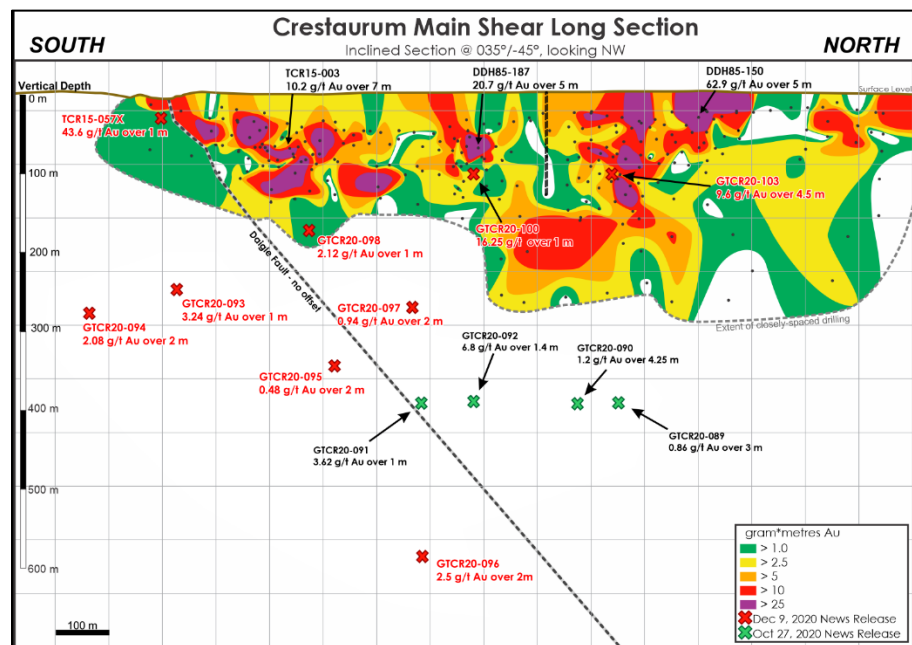 Crestaurum Main Shear Long Section
Inclined Section @ 035°/-45°, looking NW
SOUTH
NORTH
Vertical Depth
Surface Level
0 m
100 m
200 m
300 m
400 m
500 m
600 m
TCR15-003
10.2 g/t Au over 7 m
DDH85-187
20.7 g/t Au over 5 m
DDH85-150
62.9 g/t Au over 5 m
TCR15-057X
43.6 g/t Au over 1 m
GTCR20-103
9.6 g/t Au over 4.5 m
GTCR20-100
16.25 g/t over 1 m
GTCR20-098
2.12 g/t Au over 1 m
Daigle Fault - no offset
GTCR20-093
3.24 g/t Au over 1 m
GTCR20-094
2.08 g/t Au over 2 m
GTCR20-097
0.94 g/t Au over 2 m
Extent of closely-spaced drilling
GTCR20-095
0.48 g/t Au over 2 m
GTCR20-092
6.8 g/t Au over 1.4 m
GTCR20-090
1.2 g/t Au over 4.25 m
GTCR20-091
3.62 g/t Au over 1 m
GTCR20-089
0.86 g/t Au over 3 m
GTCR20-096
2.5 g/t Au over 2m
gram*metres Au
> 1.0
> 2.5
> 5
> 10
> 25
Dec 9, 2020 News Release
Oct 27, 2020 News Release
100 m